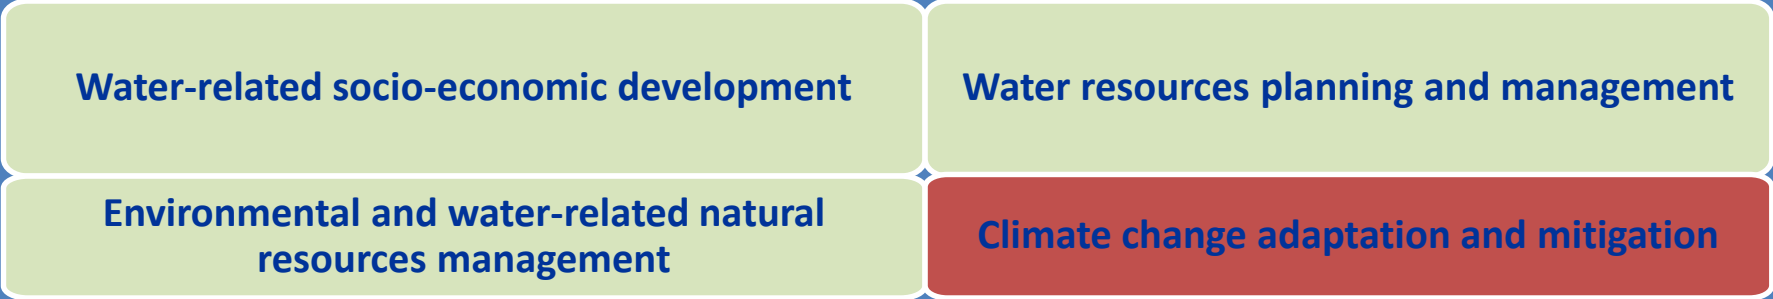 Water-related socio-economic development
Water resources planning and management
Environmental and water-related natural
resources management
Climate change adaptation and mitigation